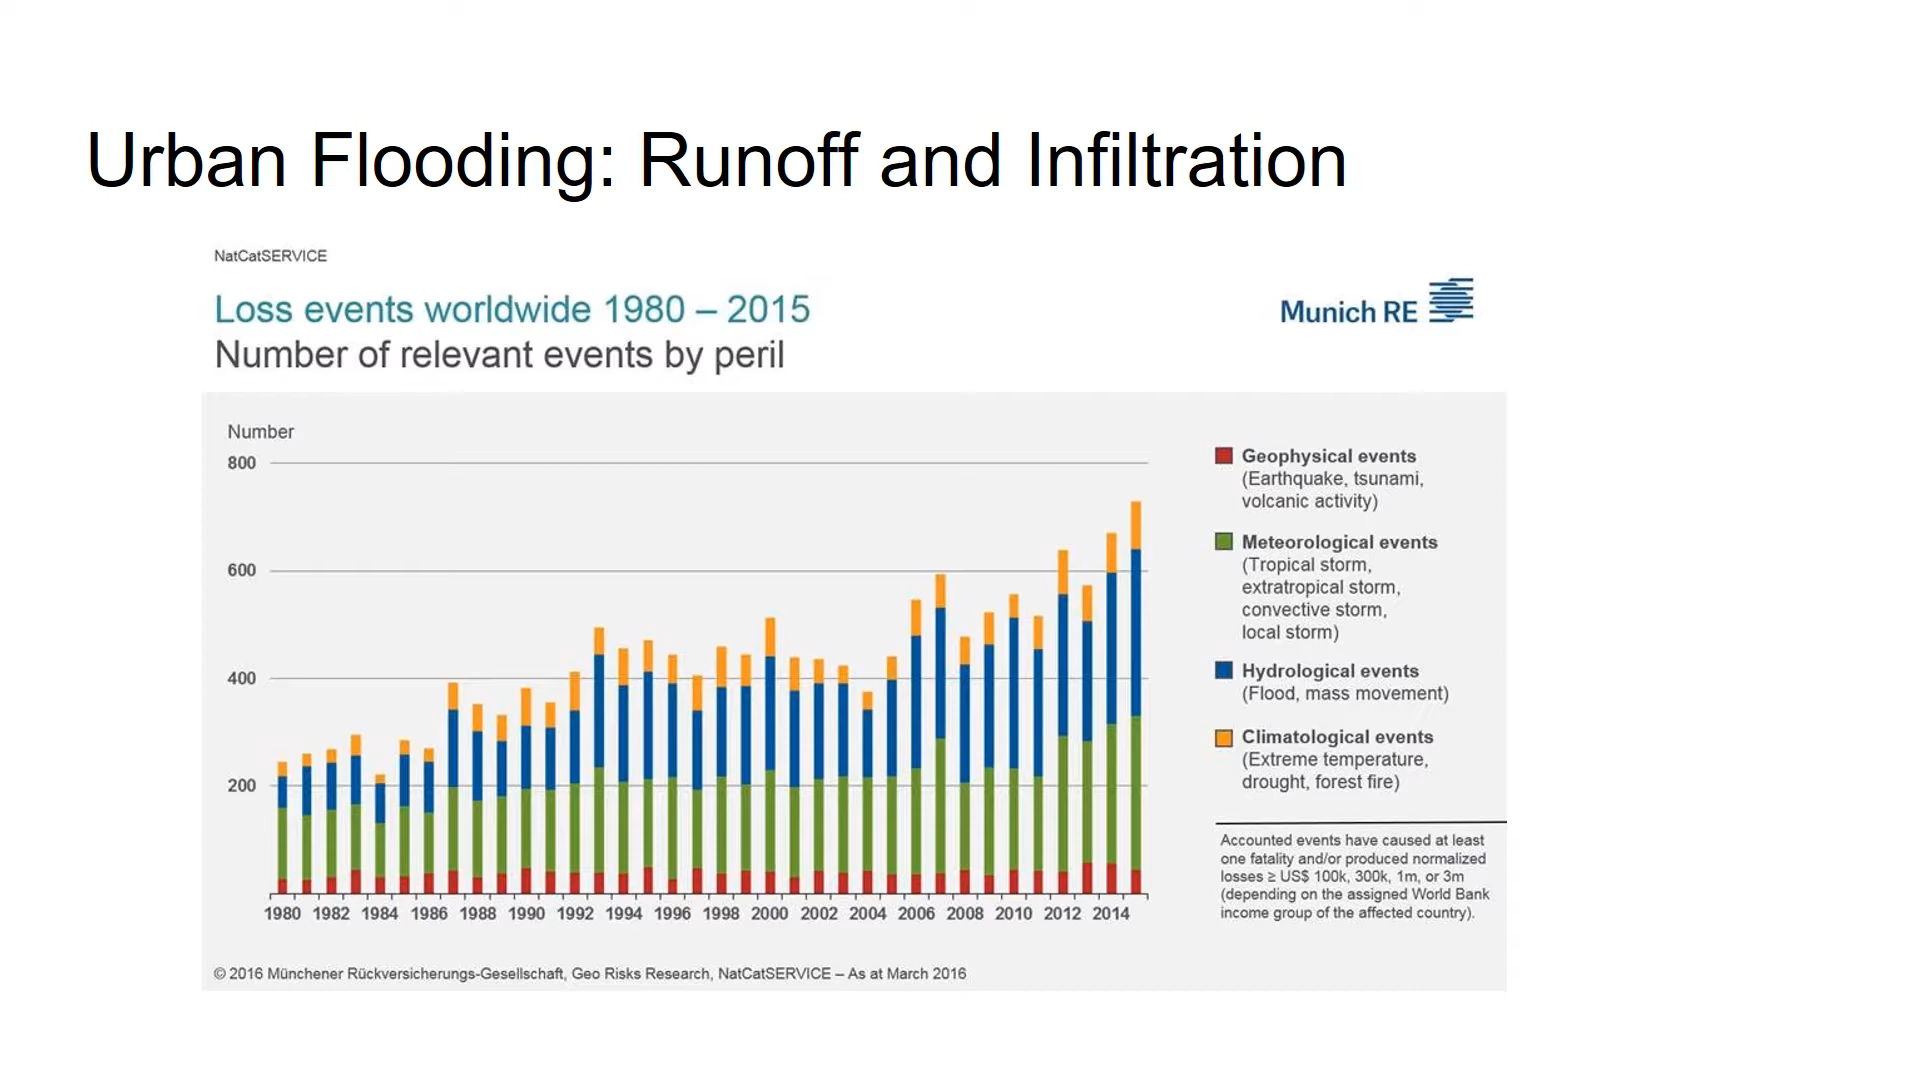 Urban Flooding: Runoff and Infiltration
NatCatSERVICE
Loss events worldwide 1980 – 2015
Number of relevant events by peril
Munich RE
Number
800
600
400
200
1980 1982 1984 1986 1988 1990 1992 1994 1996 1998 2000 2002 2004 2006 2008 2010 2012 2014
Geophysical events
(Earthquake, tsunami,
volcanic activity)
Meteorological events
(Tropical storm,
extratropical storm,
convective storm,
local storm)
Hydrological events
(Flood, mass movement)
Climatological events
(Extreme temperature,
drought, forest fire)
Accounted events have caused at least
one fatality and/or produced normalized
losses ≥ US$ 100k, 300k, 1m, or 3m
(depending on the assigned World Bank
income group of the affected country).
© 2016 Münchener Rückversicherungs-Gesellschaft, Geo Risks Research, NatCatSERVICE – As at March 2016